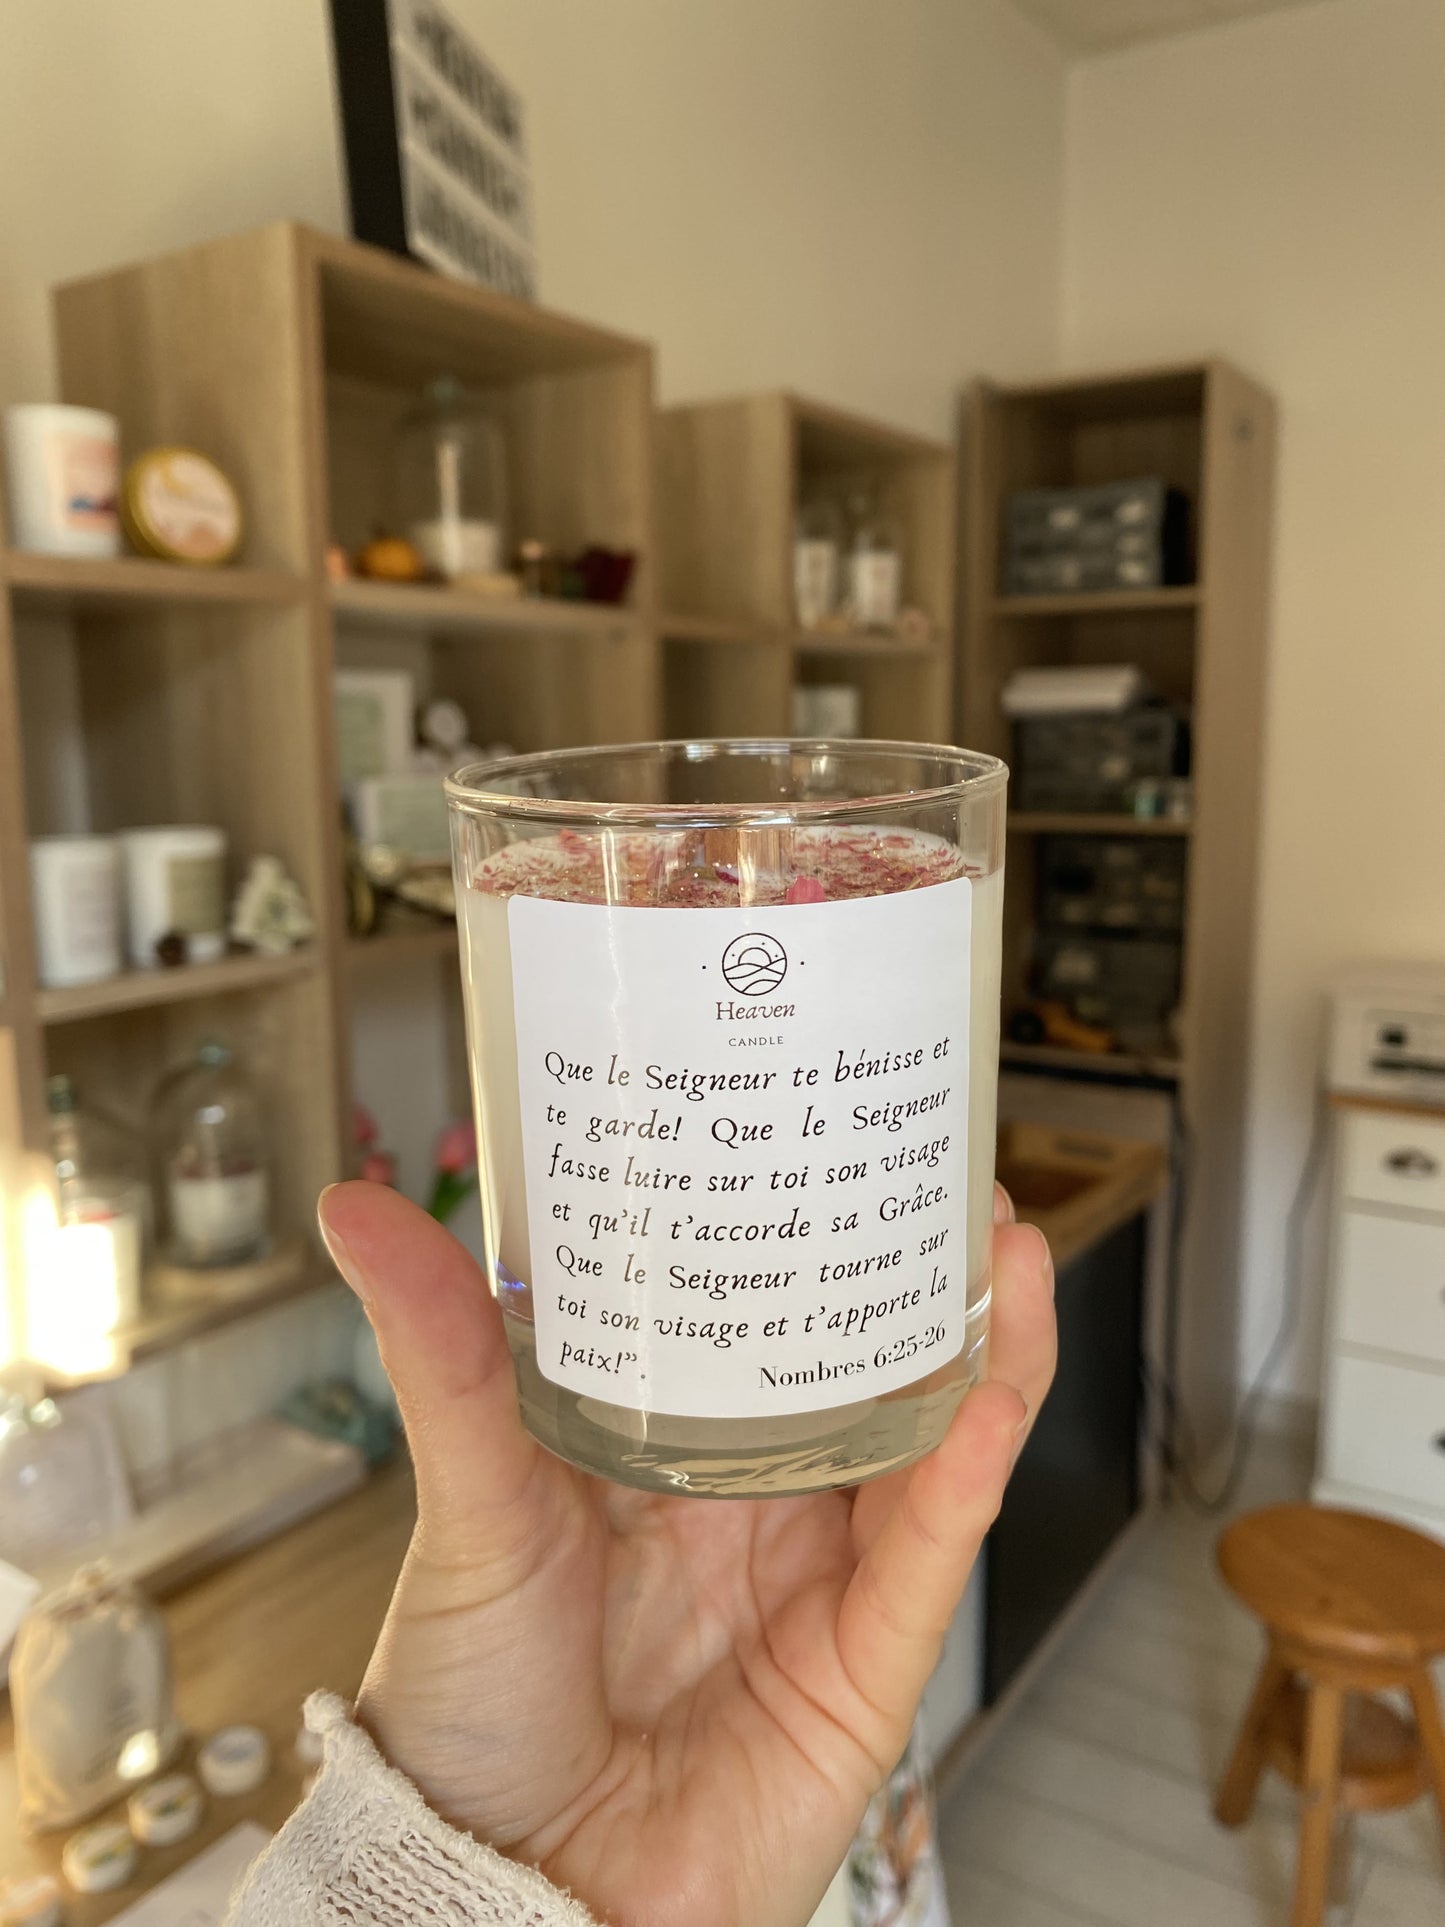 Heaven
CANDLE
Que le Seigneur te bénisse et
te garde! Que le Seigneur
fasse luire sur toi son visage
et qu'il t'accorde sa Grâce.
Que le Seigneur tourne sur
toi son visage et t'apporte la
paix!”.
Nombres 6:25-26